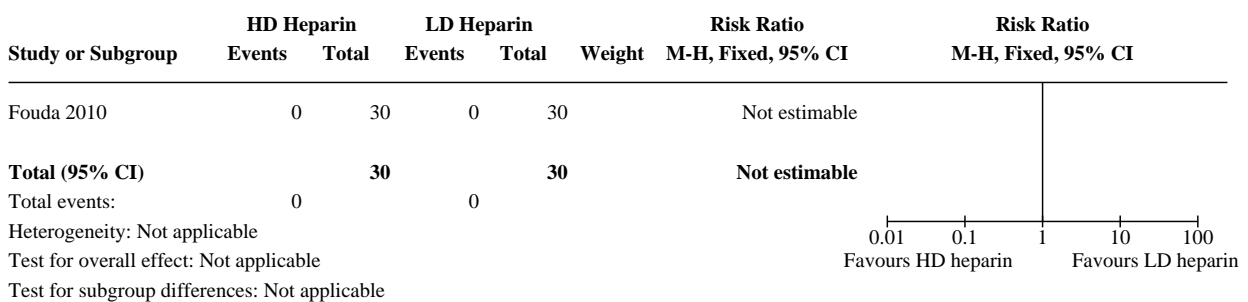 HD Heparin LD Heparin Risk Ratio Risk Ratio
Study or Subgroup Events Total Events Total Weight M-H, Fixed, 95% CI M-H, Fixed, 95% CI
Fouda 2010 0 30 0 30 Not estimable
Total (95% CI) 30 30 Not estimable
Total events: 0 0
Heterogeneity: Not applicable
0.01 0.1 1 10 100
Test for overall effect: Not applicable
Favours HD heparin Favours LD heparin
Test for subgroup differences: Not applicable